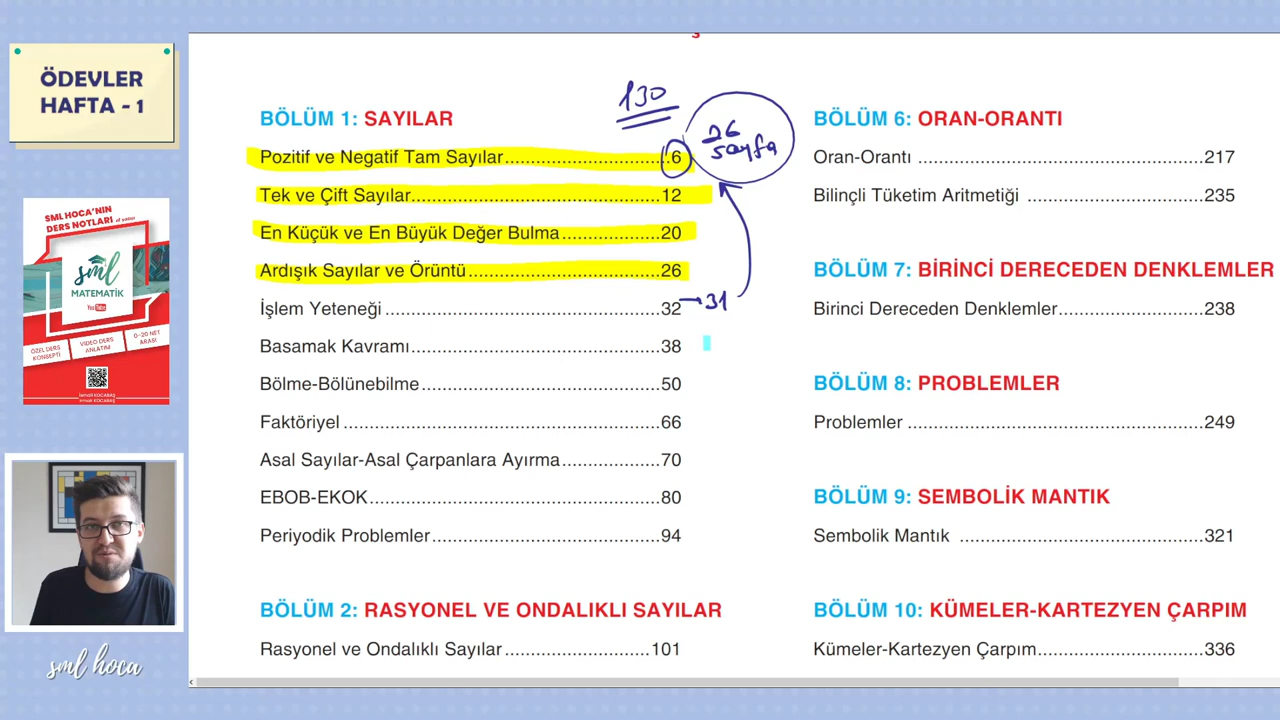 ÖDEVLER
HAFTA - 1
SML HOCA'NIN
DERS NOTLARI
sml
MATEMATİK
YouTube
ÖZEL DERS
KONSEPTİ
VİDEO DERS
ANLATIM
0-20 NET
ARASI
İsmail KOCABAŞ
Irmak KOCABAŞ
sml hoca
130
26
sayfa
BÖLÜM 1: SAYILAR
Pozitif ve Negatif Tam Sayılar............................6
Tek ve Çift Sayılar............................................12
En Küçük ve En Büyük Değer Bulma.................20
Ardışık Sayılar ve Örüntü..................................26
İşlem Yeteneği.................................................32 → 31
Basamak Kavramı............................................38
Bölme-Bölünebilme..........................................50
Faktöriyel........................................................66
Asal Sayılar-Asal Çarpanlara Ayırma.................70
EBOB-EKOK...................................................80
Periyodik Problemler........................................94
BÖLÜM 2: RASYONEL VE ONDALIKLI SAYILAR
Rasyonel ve Ondalıklı Sayılar.........................101
BÖLÜM 6: ORAN-ORANTI
Oran-Orantı ...................................................217
Bilinçli Tüketim Aritmetiği ...............................235
BÖLÜM 7: BİRİNCİ DERECEDEN DENKLEMLER
Birinci Dereceden Denklemler.........................238
BÖLÜM 8: PROBLEMLER
Problemler ....................................................249
BÖLÜM 9: SEMBOLİK MANTIK
Sembolik Mantık ............................................321
BÖLÜM 10: KÜMELER-KARTEZYEN ÇARPIM
Kümeler-Kartezyen Çarpım............................336